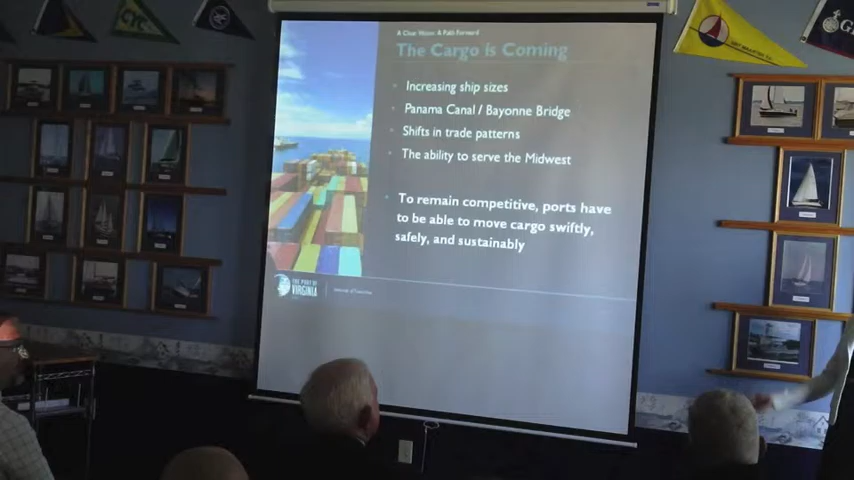 CYC
A Clear Vision: A Path Forward
The Cargo is Coming
Increasing ship sizes
Panama Canal / Bayonne Bridge
Shifts in trade patterns
The ability to serve the Midwest
To remain competitive, ports have
to be able to move cargo swiftly,
safely, and sustainably
THE PORT OF
VIRGINIA